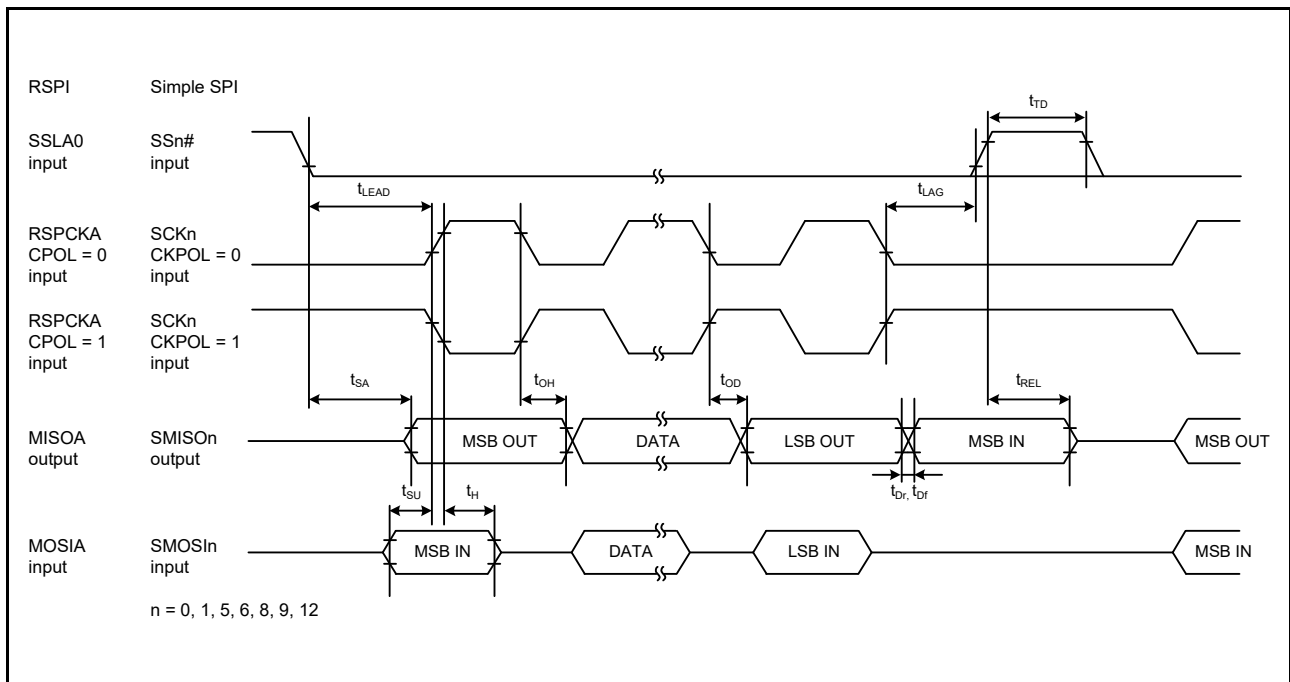 RSPI Simple SPI
tTD
SSLA0 SSn#
input input
tLEAD tLAG
RSPCKA SCKn
CPOL = 0 CKPOL = 0
input input
RSPCKA SCKn
CPOL = 1 CKPOL = 1
input input
tSA tOH tOD tREL
MISOA SMISOn MSB OUT DATA LSB OUT MSB IN MSB OUT
output output
tSU tH tDr, tDf
MOSIA SMOSIn MSB IN DATA LSB IN MSB IN
input input
n = 0, 1, 5, 6, 8, 9, 12